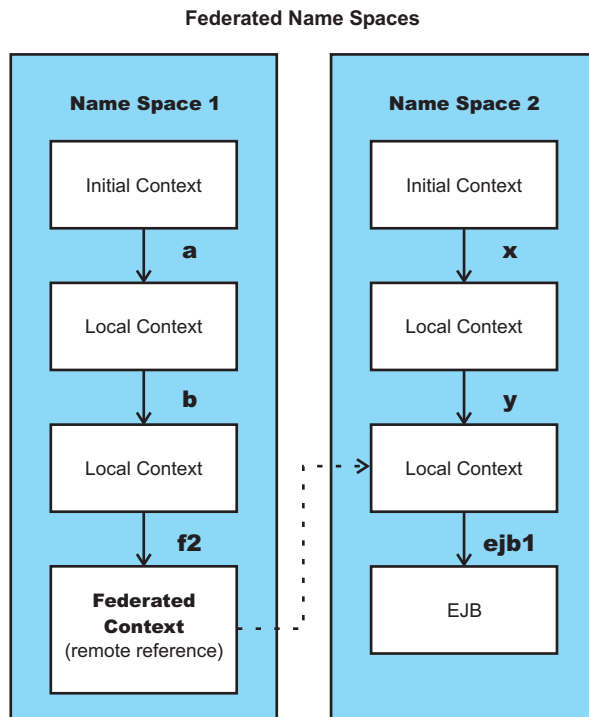 Federated Name Spaces
Name Space 1
Initial Context
a
Local Context
b
Local Context
f2
Federated
Context
(remote reference)
Name Space 2
Initial Context
x
Local Context
y
Local Context
ejb1
EJB